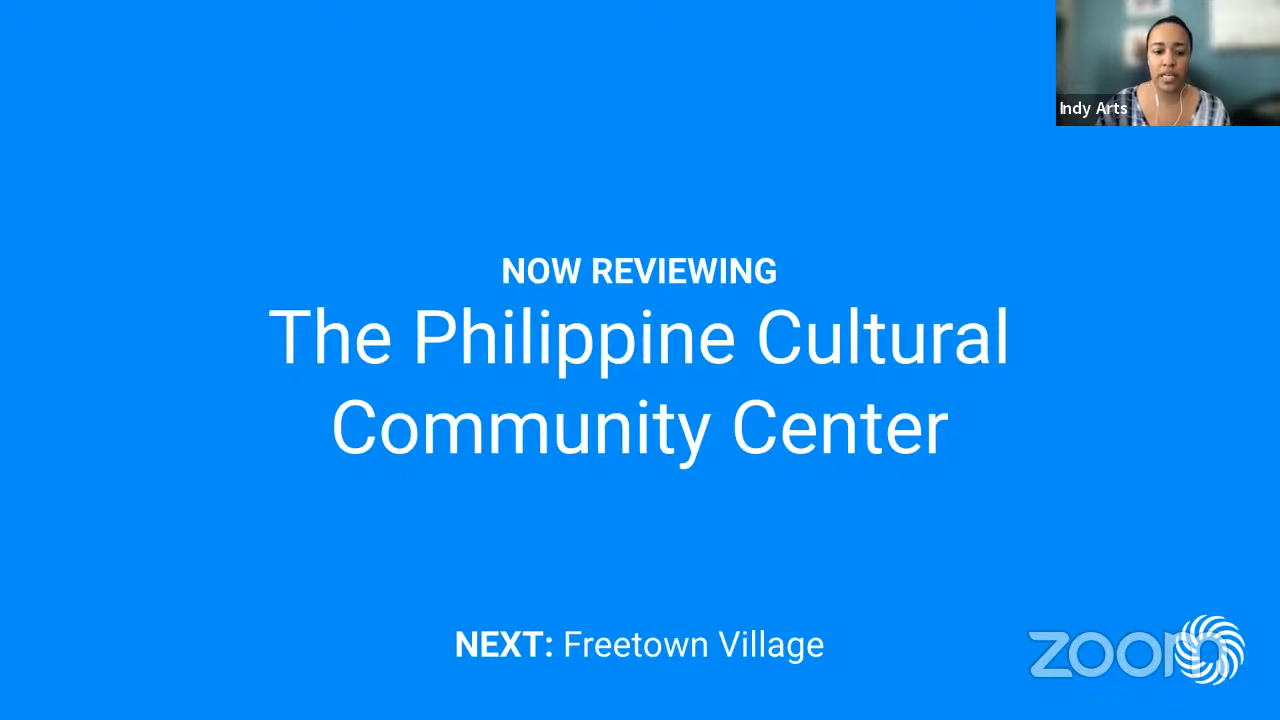 Indy Arts
NOW REVIEWING
The Philippine Cultural
Community Center
NEXT: Freetown Village
zoom